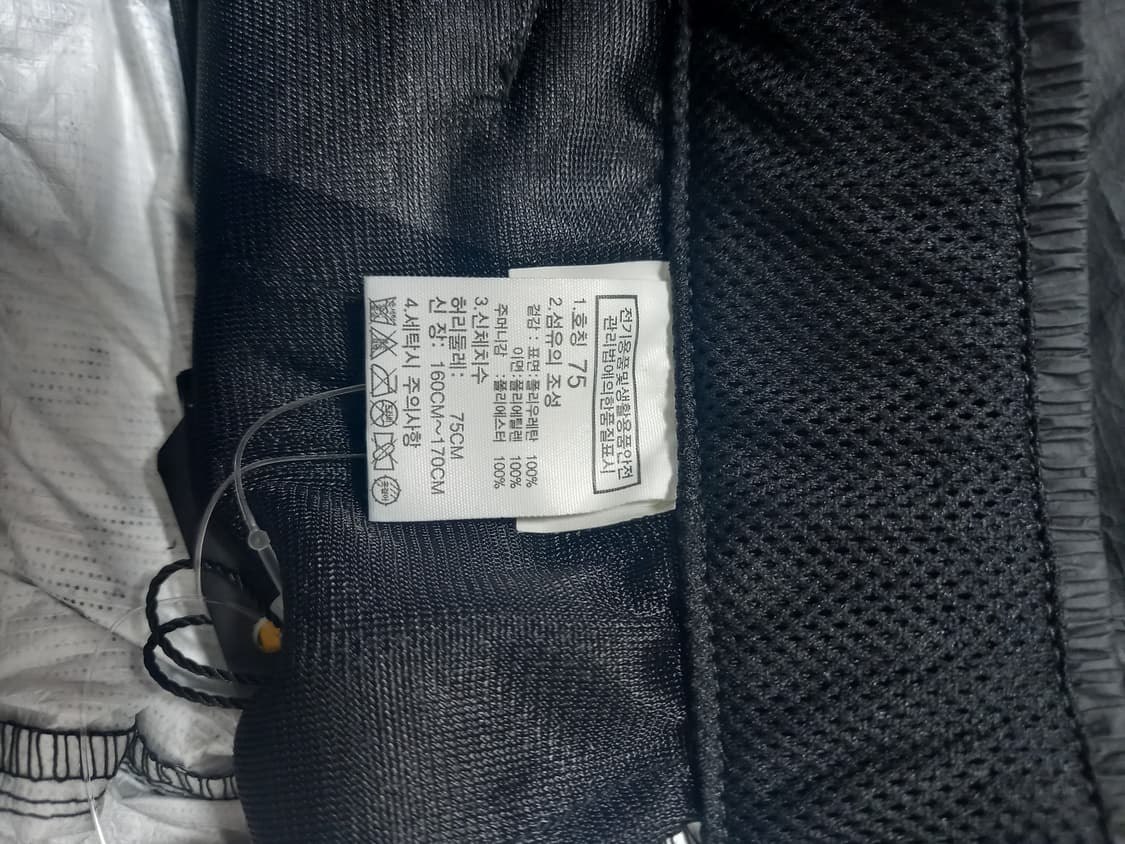 전기용품및생활용품안전
관리법에의한품질표시
1.호칭 75
2.섬유의 조성
겉감 : 표면:폴리우레탄 100%
이면:폴리에틸렌 100%
주머니감 :폴리에스터 100%
3.신체치수
허리둘레: 75CM
신 장: 160CM~170CM
4.세탁시 주의사항